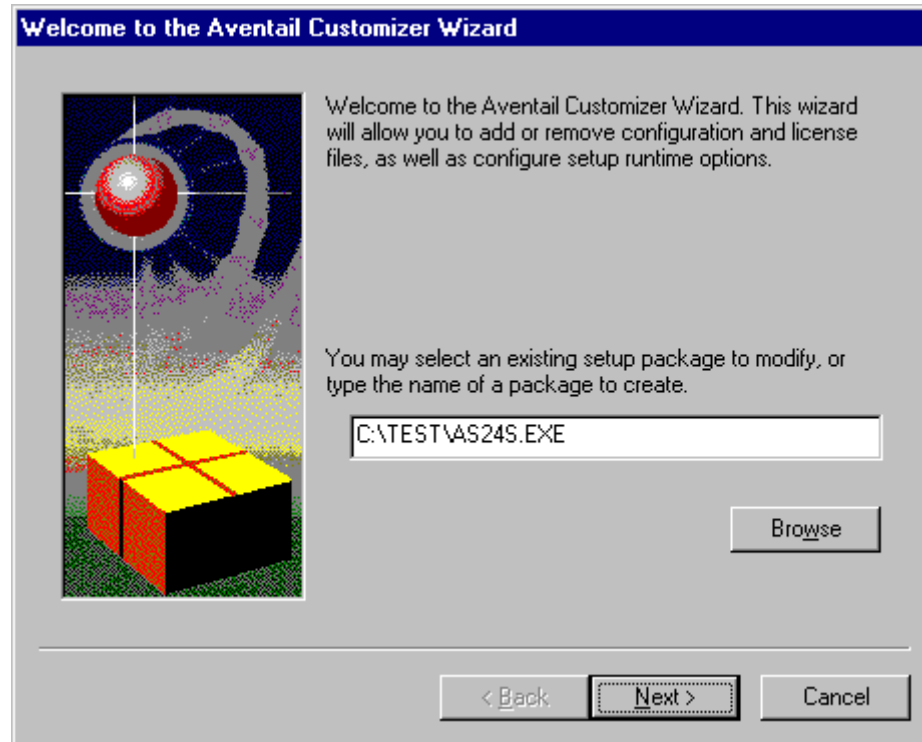 Welcome to the Aventail Customizer Wizard
Welcome to the Aventail Customizer Wizard. This wizard
will allow you to add or remove configuration and license
files, as well as configure setup runtime options.
You may select an existing setup package to modify, or
type the name of a package to create.
C:\TEST\AS24S.EXE
Browse
< Back
Next >
Cancel